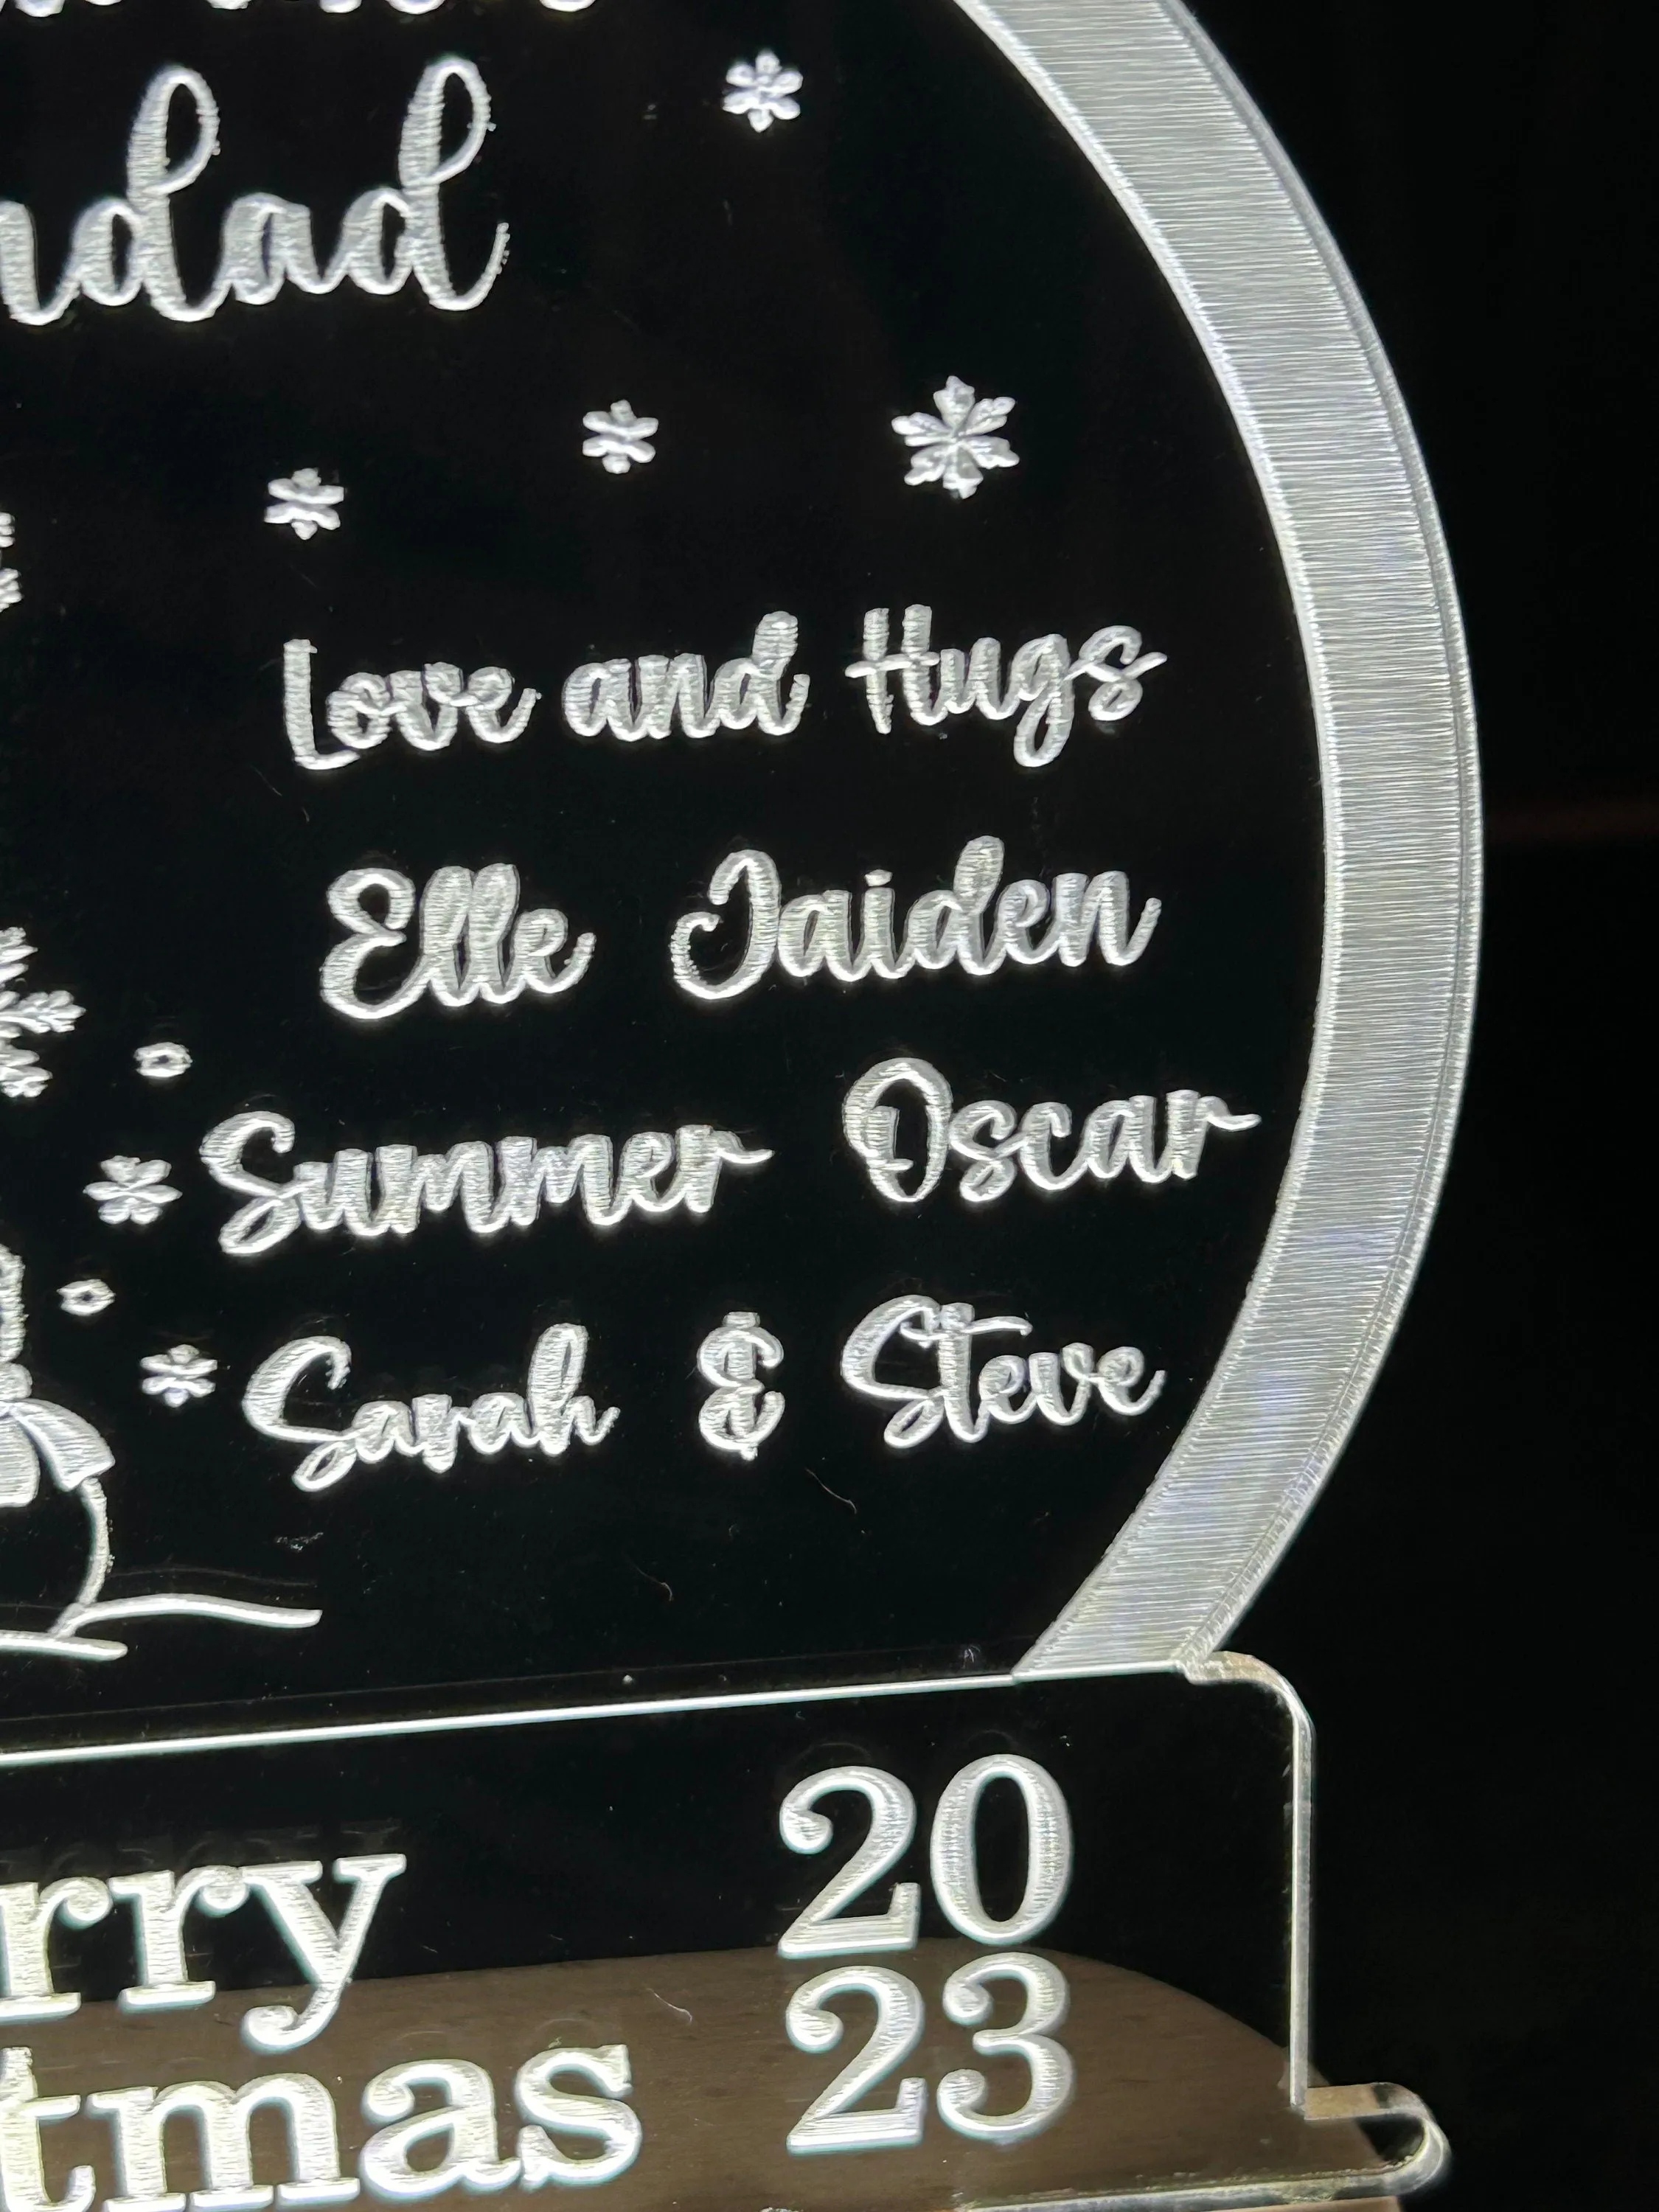 ndad
Love and Hugs
Elle Jaiden
Summer Oscar
Sarah & Steve
rry 20
tmas 23